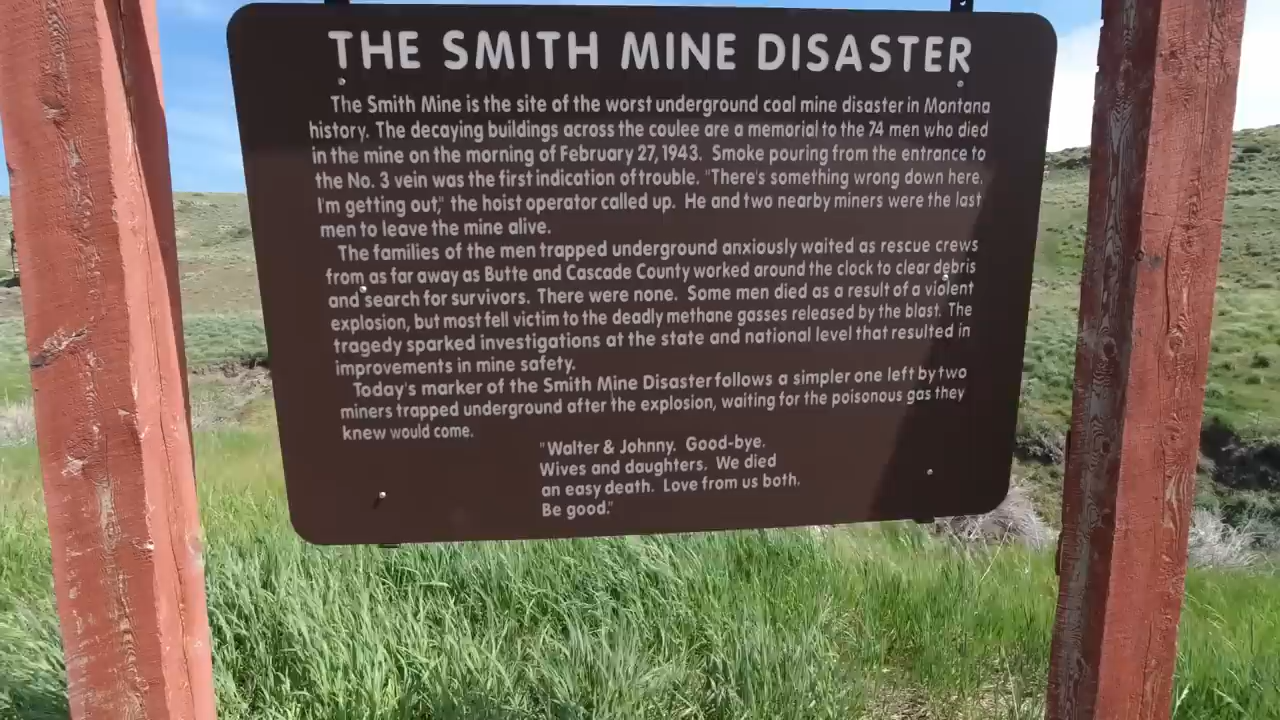 THE SMITH MINE DISASTER
The Smith Mine is the site of the worst underground coal mine disaster in Montana
history. The decaying buildings across the coulee are a memorial to the 74 men who died
in the mine on the morning of February 27, 1943. Smoke pouring from the entrance to
the No. 3 vein was the first indication of trouble. "There's something wrong down here.
I'm getting out," the hoist operator called up. He and two nearby miners were the last
men to leave the mine alive.
The families of the men trapped underground anxiously waited as rescue crews
from as far away as Butte and Cascade County worked around the clock to clear debris
and search for survivors. There were none. Some men died as a result of a violent
explosion, but most fell victim to the deadly methane gasses released by the blast. The
tragedy sparked investigations at the state and national level that resulted in
improvements in mine safety.
Today's marker of the Smith Mine Disaster follows a simpler one left by two
miners trapped underground after the explosion, waiting for the poisonous gas they
knew would come.
"Walter & Johnny. Good-bye.
Wives and daughters. We died
an easy death. Love from us both.
Be good."